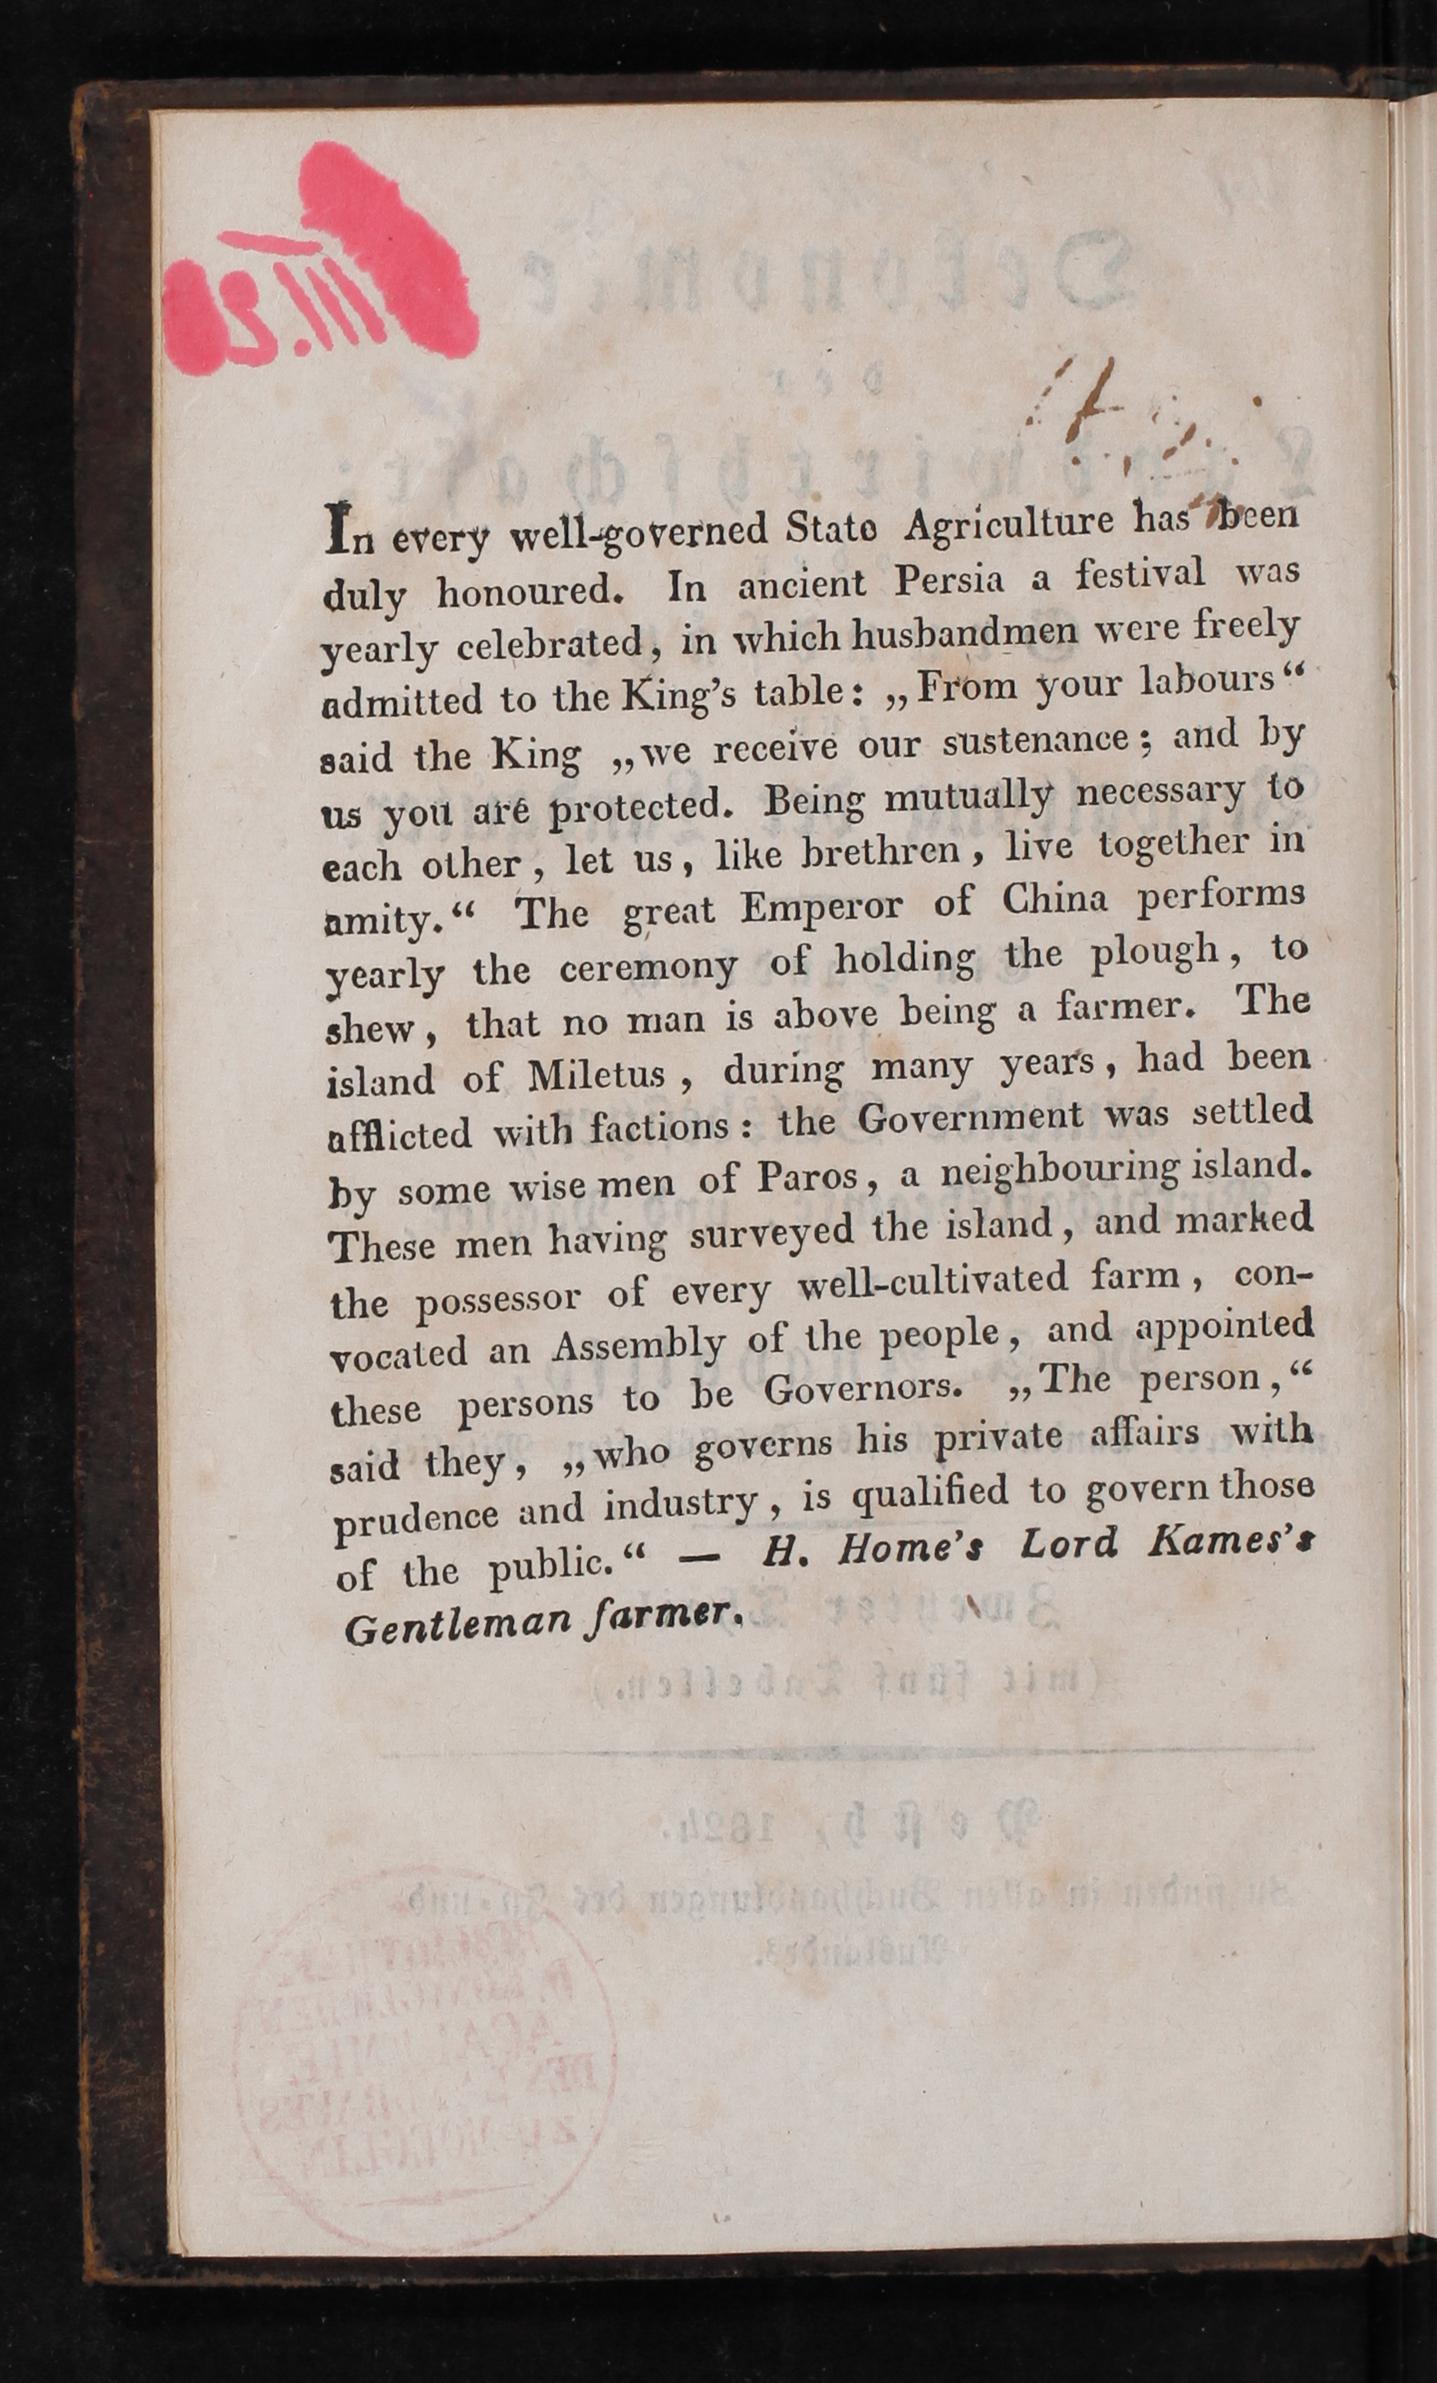 In every well-governed State Agriculture has been
duly honoured. In ancient Persia a festival was
yearly celebrated, in which husbandmen were freely
admitted to the King's table: „From your labours“
said the King „we receive our sustenance; and by
us you are protected. Being mutually necessary to
each other, let us, like brethren, live together in
amity.“ The great Emperor of China performs
yearly the ceremony of holding the plough, to
shew, that no man is above being a farmer. The
island of Miletus, during many years, had been
afflicted with factions: the Government was settled
by some wise men of Paros, a neighbouring island.
These men having surveyed the island, and marked
the possessor of every well-cultivated farm, con-
vocated an Assembly of the people, and appointed
these persons to be Governors. „The person,“
said they, „who governs his private affairs with
prudence and industry, is qualified to govern those
of the public.“ — H. Home's Lord Kames's
Gentleman farmer.